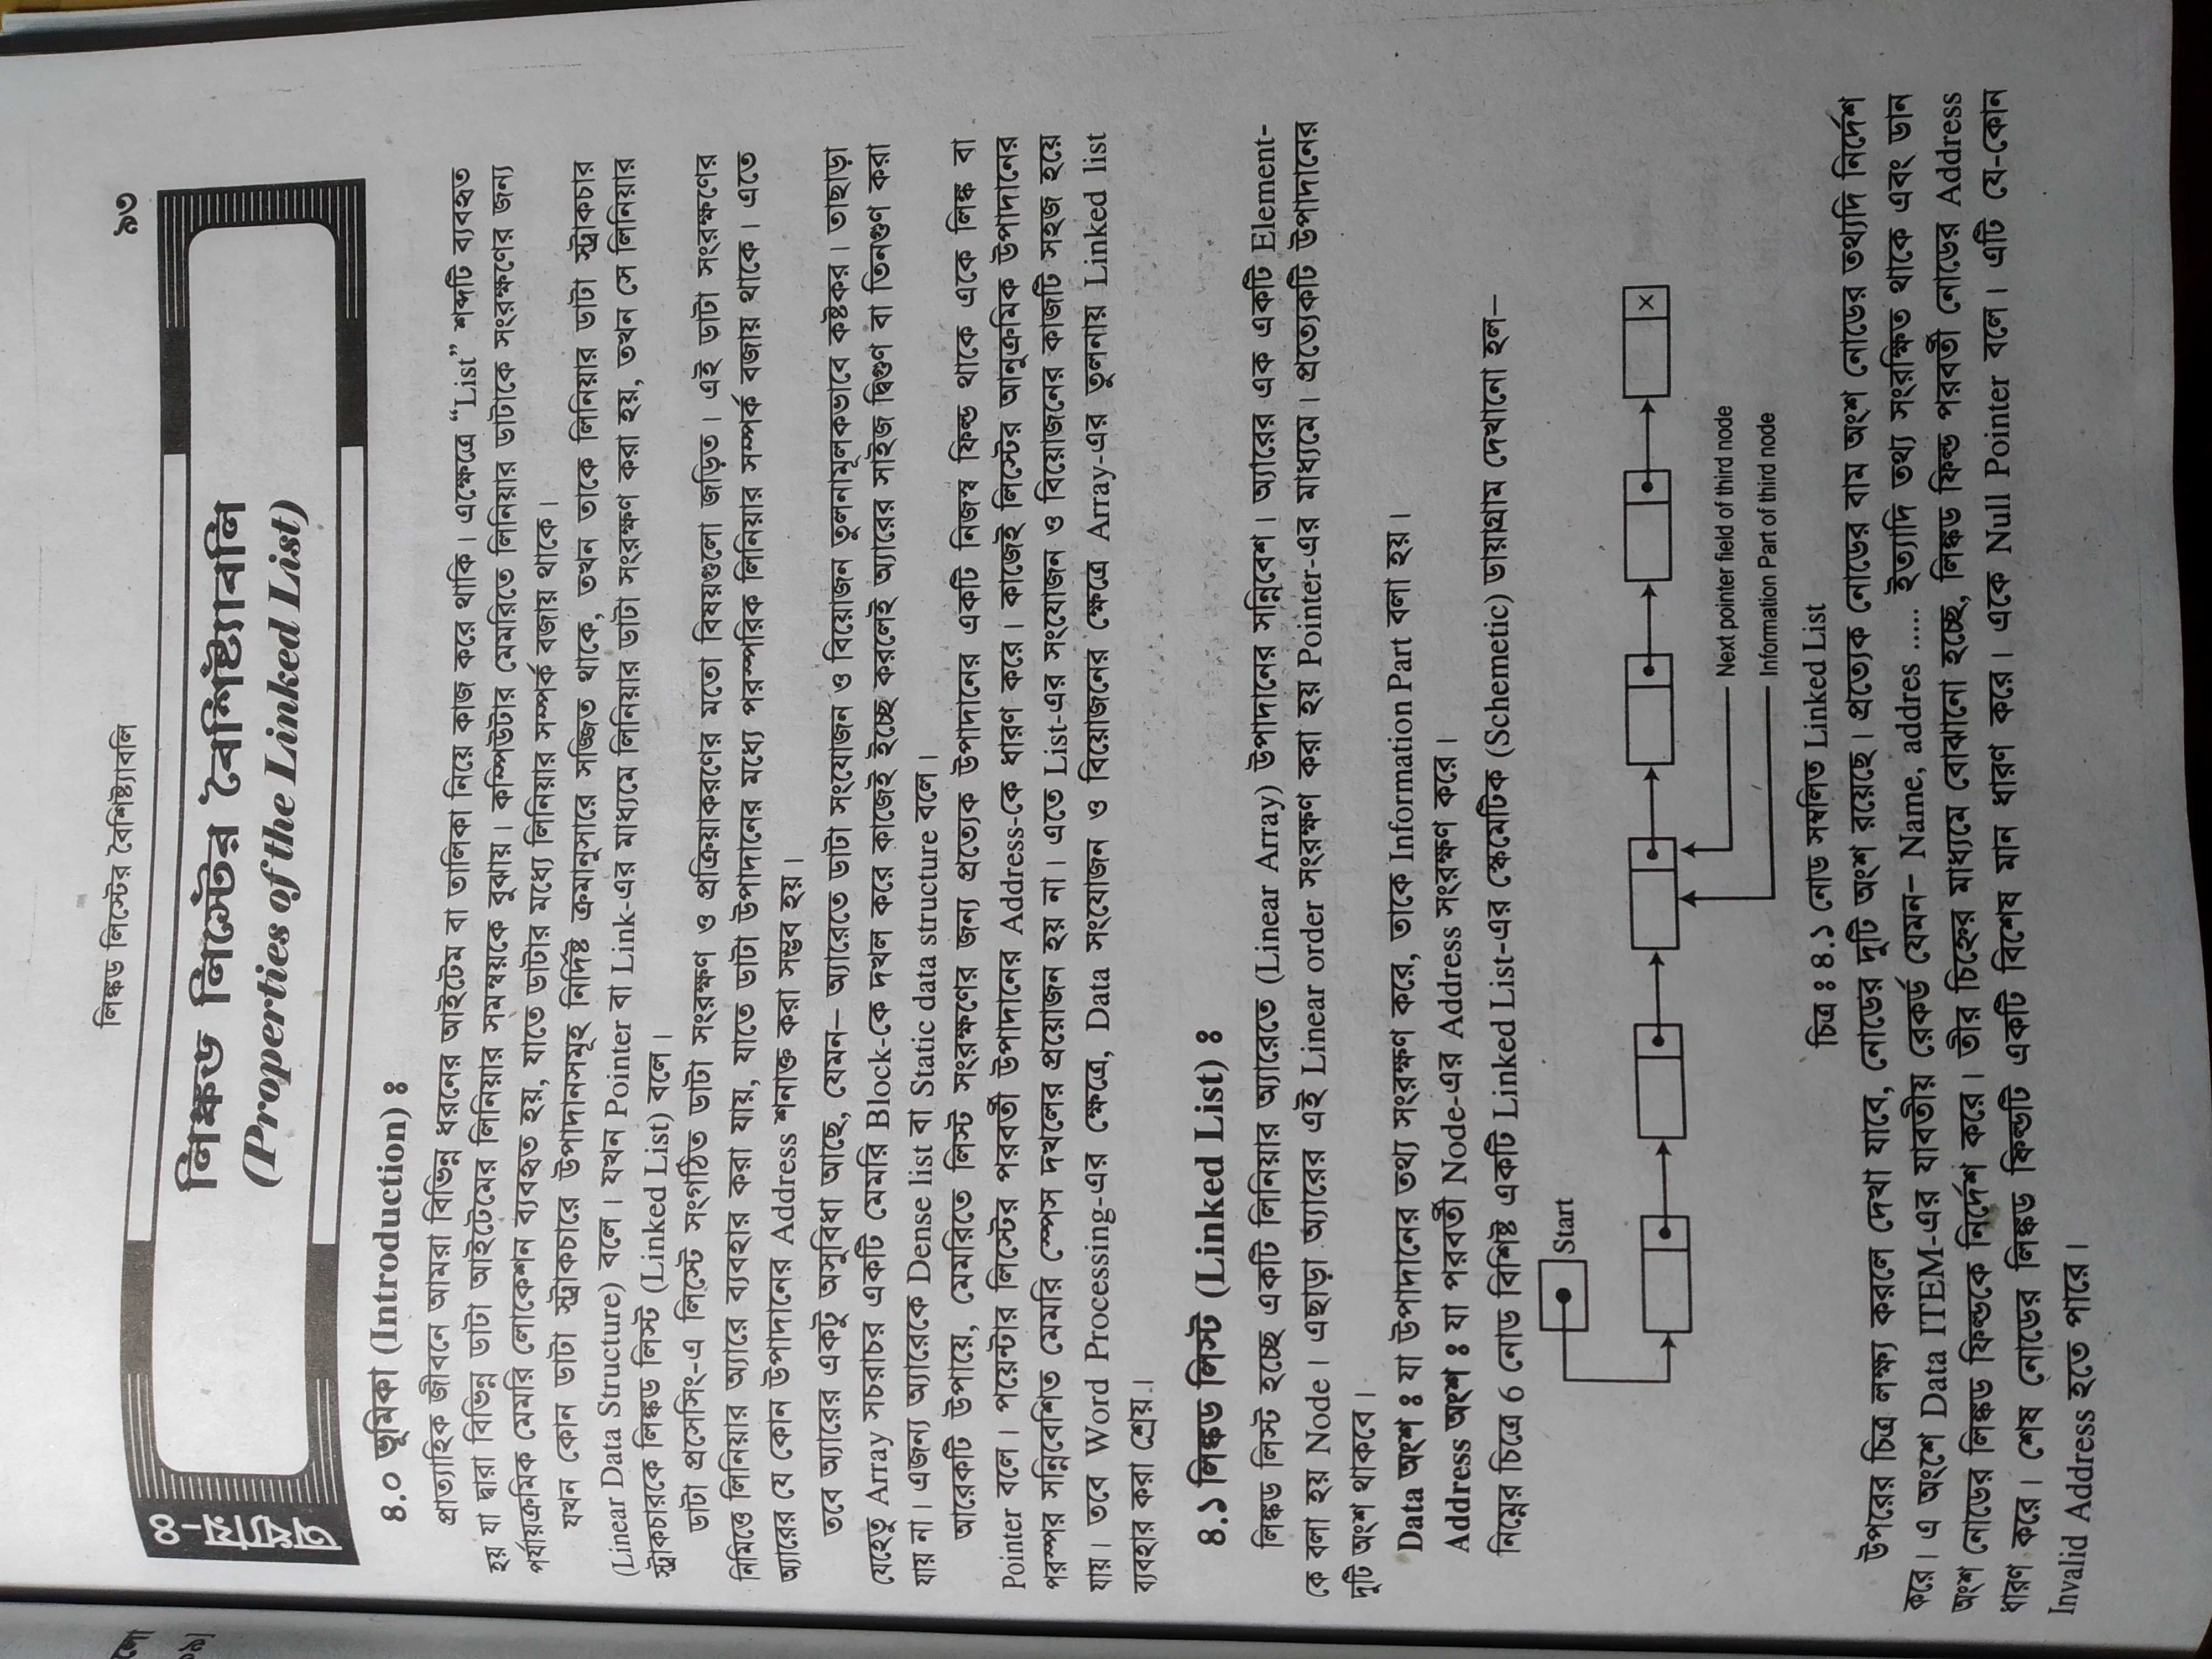 লিঙ্কড লিস্টের বৈশিষ্ট্যাবলি
৯৩
অধ্যায়-
৪
লিঙ্কড লিস্টের বৈশিষ্ট্যাবলি
(Properties of the Linked List)
৪.০ ভূমিকা (Introduction) ঃ
প্রাত্যাহিক জীবনে আমরা বিভিন্ন ধরনের আইটেম বা তালিকা নিয়ে কাজ করে থাকি। এক্ষেত্রে “List” শব্দটি ব্যবহৃত
হয় যা দ্বারা বিভিন্ন ডাটা আইটেমের লিনিয়ার সমন্বয়কে বুঝায়। কম্পিউটার মেমরিতে লিনিয়ার ডাটাকে সংরক্ষণের জন্য
পর্যায়ক্রমিক মেমরি লোকেশন ব্যবহৃত হয়, যাতে ডাটার মধ্যে লিনিয়ার সম্পর্ক বজায় থাকে।
যখন কোন ডাটা স্ট্রাকচারে উপাদানসমূহ নির্দিষ্ট ক্রমানুসারে সজ্জিত থাকে, তখন তাকে লিনিয়ার ডাটা স্ট্রাকচার
(Linear Data Structure) বলে। যখন Pointer বা Link-এর মাধ্যমে লিনিয়ার ডাটা সংরক্ষণ করা হয়, তখন সে লিনিয়ার
স্ট্রাকচারকে লিঙ্কড লিস্ট (Linked List) বলে।
ডাটা প্রসেসিং-এ লিস্টে সংগঠিত ডাটা সংরক্ষণ ও প্রক্রিয়াকরণের মতো বিষয়গুলো জড়িত। এই ডাটা সংরক্ষণের
নিমিত্তে লিনিয়ার অ্যারে ব্যবহার করা যায়, যাতে ডাটা উপাদানের মধ্যে পরস্পরিক লিনিয়ার সম্পর্ক বজায় থাকে। এতে
অ্যারের যে কোন উপাদানের Address শনাক্ত করা সম্ভব হয়।
তবে অ্যারের একটু অসুবিধা আছে, যেমন– অ্যারেতে ডাটা সংযোজন ও বিয়োজন তুলনামূলকভাবে কষ্টকর। তাছাড়া
যেহেতু Array সচরাচর একটি মেমরি Block-কে দখল করে কাজেই ইচ্ছে করলেই অ্যারের সাইজ দ্বিগুণ বা তিনগুণ করা
যায় না। এজন্য অ্যারেকে Dense list বা Static data structure বলে।
আরেকটি উপায়ে, মেমরিতে লিস্ট সংরক্ষণের জন্য প্রত্যেক উপাদানের একটি নিজস্ব ফিল্ড থাকে একে লিঙ্ক বা
Pointer বলে। পয়েন্টার লিস্টের পরবর্তী উপাদানের Address-কে ধারণ করে। কাজেই লিস্টের আনুক্রমিক উপাদানের
পরস্পর সন্নিবেশিত মেমরি স্পেস দখলের প্রয়োজন হয় না। এতে List-এর সংযোজন ও বিয়োজনের কাজটি সহজ হয়ে
যায়। তবে Word Processing-এর ক্ষেত্রে, Data সংযোজন ও বিয়োজনের ক্ষেত্রে Array-এর তুলনায় Linked list
ব্যবহার করা শ্রেয়।
৪.১ লিঙ্কড লিস্ট (Linked List) ঃ
লিঙ্কড লিস্ট হচ্ছে একটি লিনিয়ার অ্যারেতে (Linear Array) উপাদানের সন্নিবেশ। অ্যারের এক একটি Element-
কে বলা হয় Node। এছাড়া অ্যারের এই Linear order সংরক্ষণ করা হয় Pointer-এর মাধ্যমে। প্রত্যেকটি উপাদানের
দুটি অংশ থাকবে।
Data অংশ ঃ যা উপাদানের তথ্য সংরক্ষণ করে, তাকে Information Part বলা হয়।
Address অংশ ঃ যা পরবর্তী Node-এর Address সংরক্ষণ করে।
নিম্নের চিত্রে 6 নোড বিশিষ্ট একটি Linked List-এর স্কেমেটিক (Schemetic) ডায়াগ্রাম দেখানো হল–
Start
×
Next pointer field of third node
Information Part of third node
চিত্র ঃ ৪.১ নোড সম্বলিত Linked List
উপরের চিত্র লক্ষ্য করলে দেখা যাবে, নোডের দুটি অংশ রয়েছে। প্রত্যেক নোডের বাম অংশ নোডের তথ্যদি নির্দেশ
করে। এ অংশে Data ITEM-এর যাবতীয় রেকর্ড যেমন– Name, addres ..... ইত্যাদি তথ্য সংরক্ষিত থাকে এবং ডান
অংশ নোডের লিঙ্কড ফিল্ডকে নির্দেশ করে। তীর চিহ্নের মাধ্যমে বোঝানো হচ্ছে, লিঙ্কড ফিল্ড পরবর্তী নোডের Address
ধারণ করে। শেষ নোডের লিঙ্কড ফিল্ডটি একটি বিশেষ মান ধারণ করে। একে Null Pointer বলে। এটি যে-কোন
Invalid Address হতে পারে।